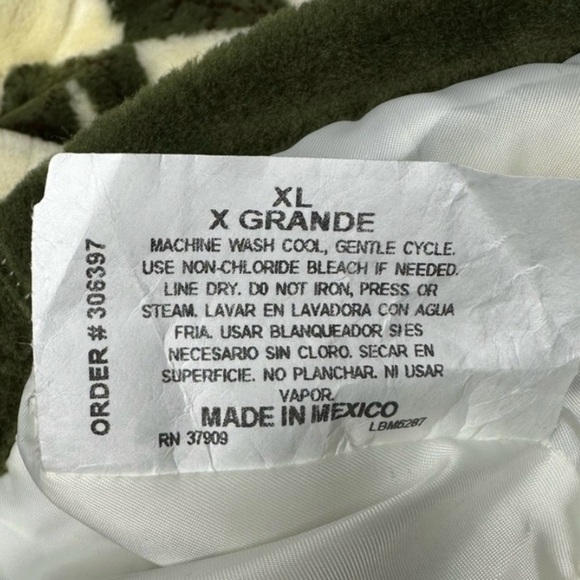 XL
X GRANDE
MACHINE WASH COOL, GENTLE CYCLE.
USE NON-CHLORIDE BLEACH IF NEEDED.
LINE DRY. DO NOT IRON, PRESS OR
STEAM. LAVAR EN LAVADORA CON AGUA
FRIA. USAR BLANQUEADOR SI ES
NECESARIO SIN CLORO. SECAR EN
SUPERFICIE. NO PLANCHAR. NI USAR
VAPOR.
MADE IN MEXICO
RN 37909
LBM5287
ORDER # 306397